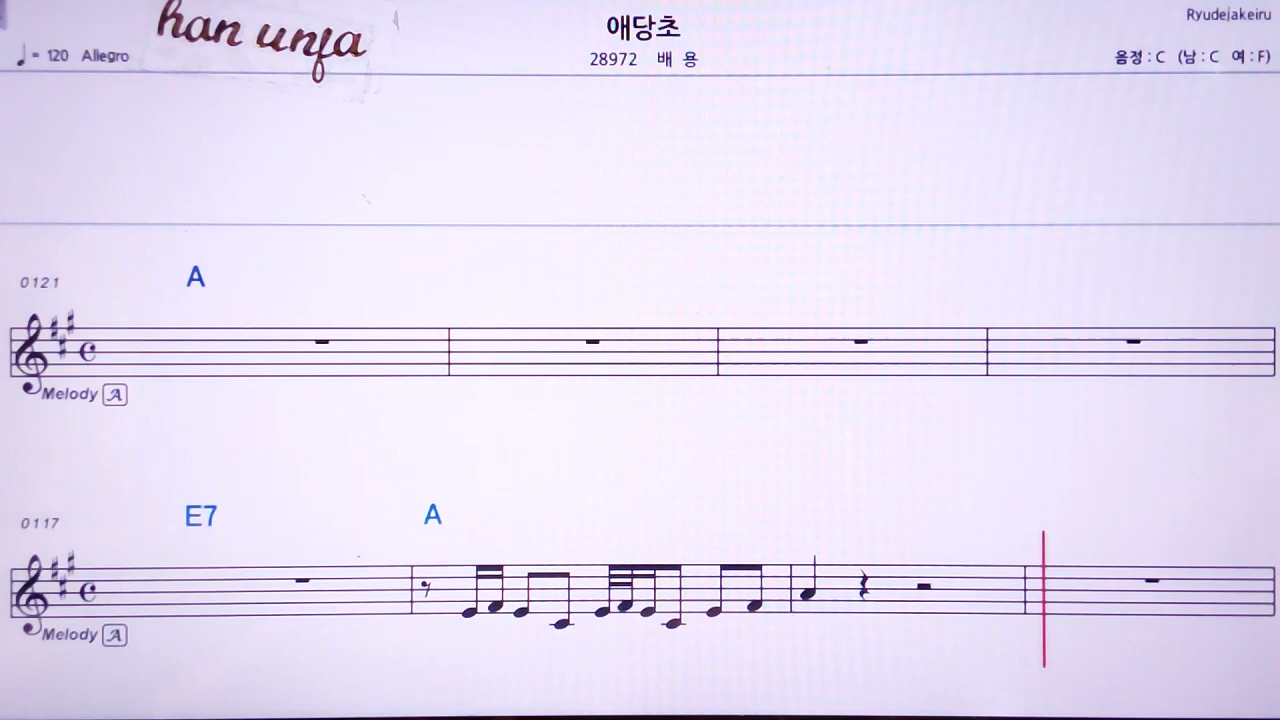 han unja
애당초
Ryudejakeiru
♩= 120 Allegro
28972 배 용
음정 : C (남 : C 여 : F)
0121
A
Melody A
0117
E7 A
Melody A